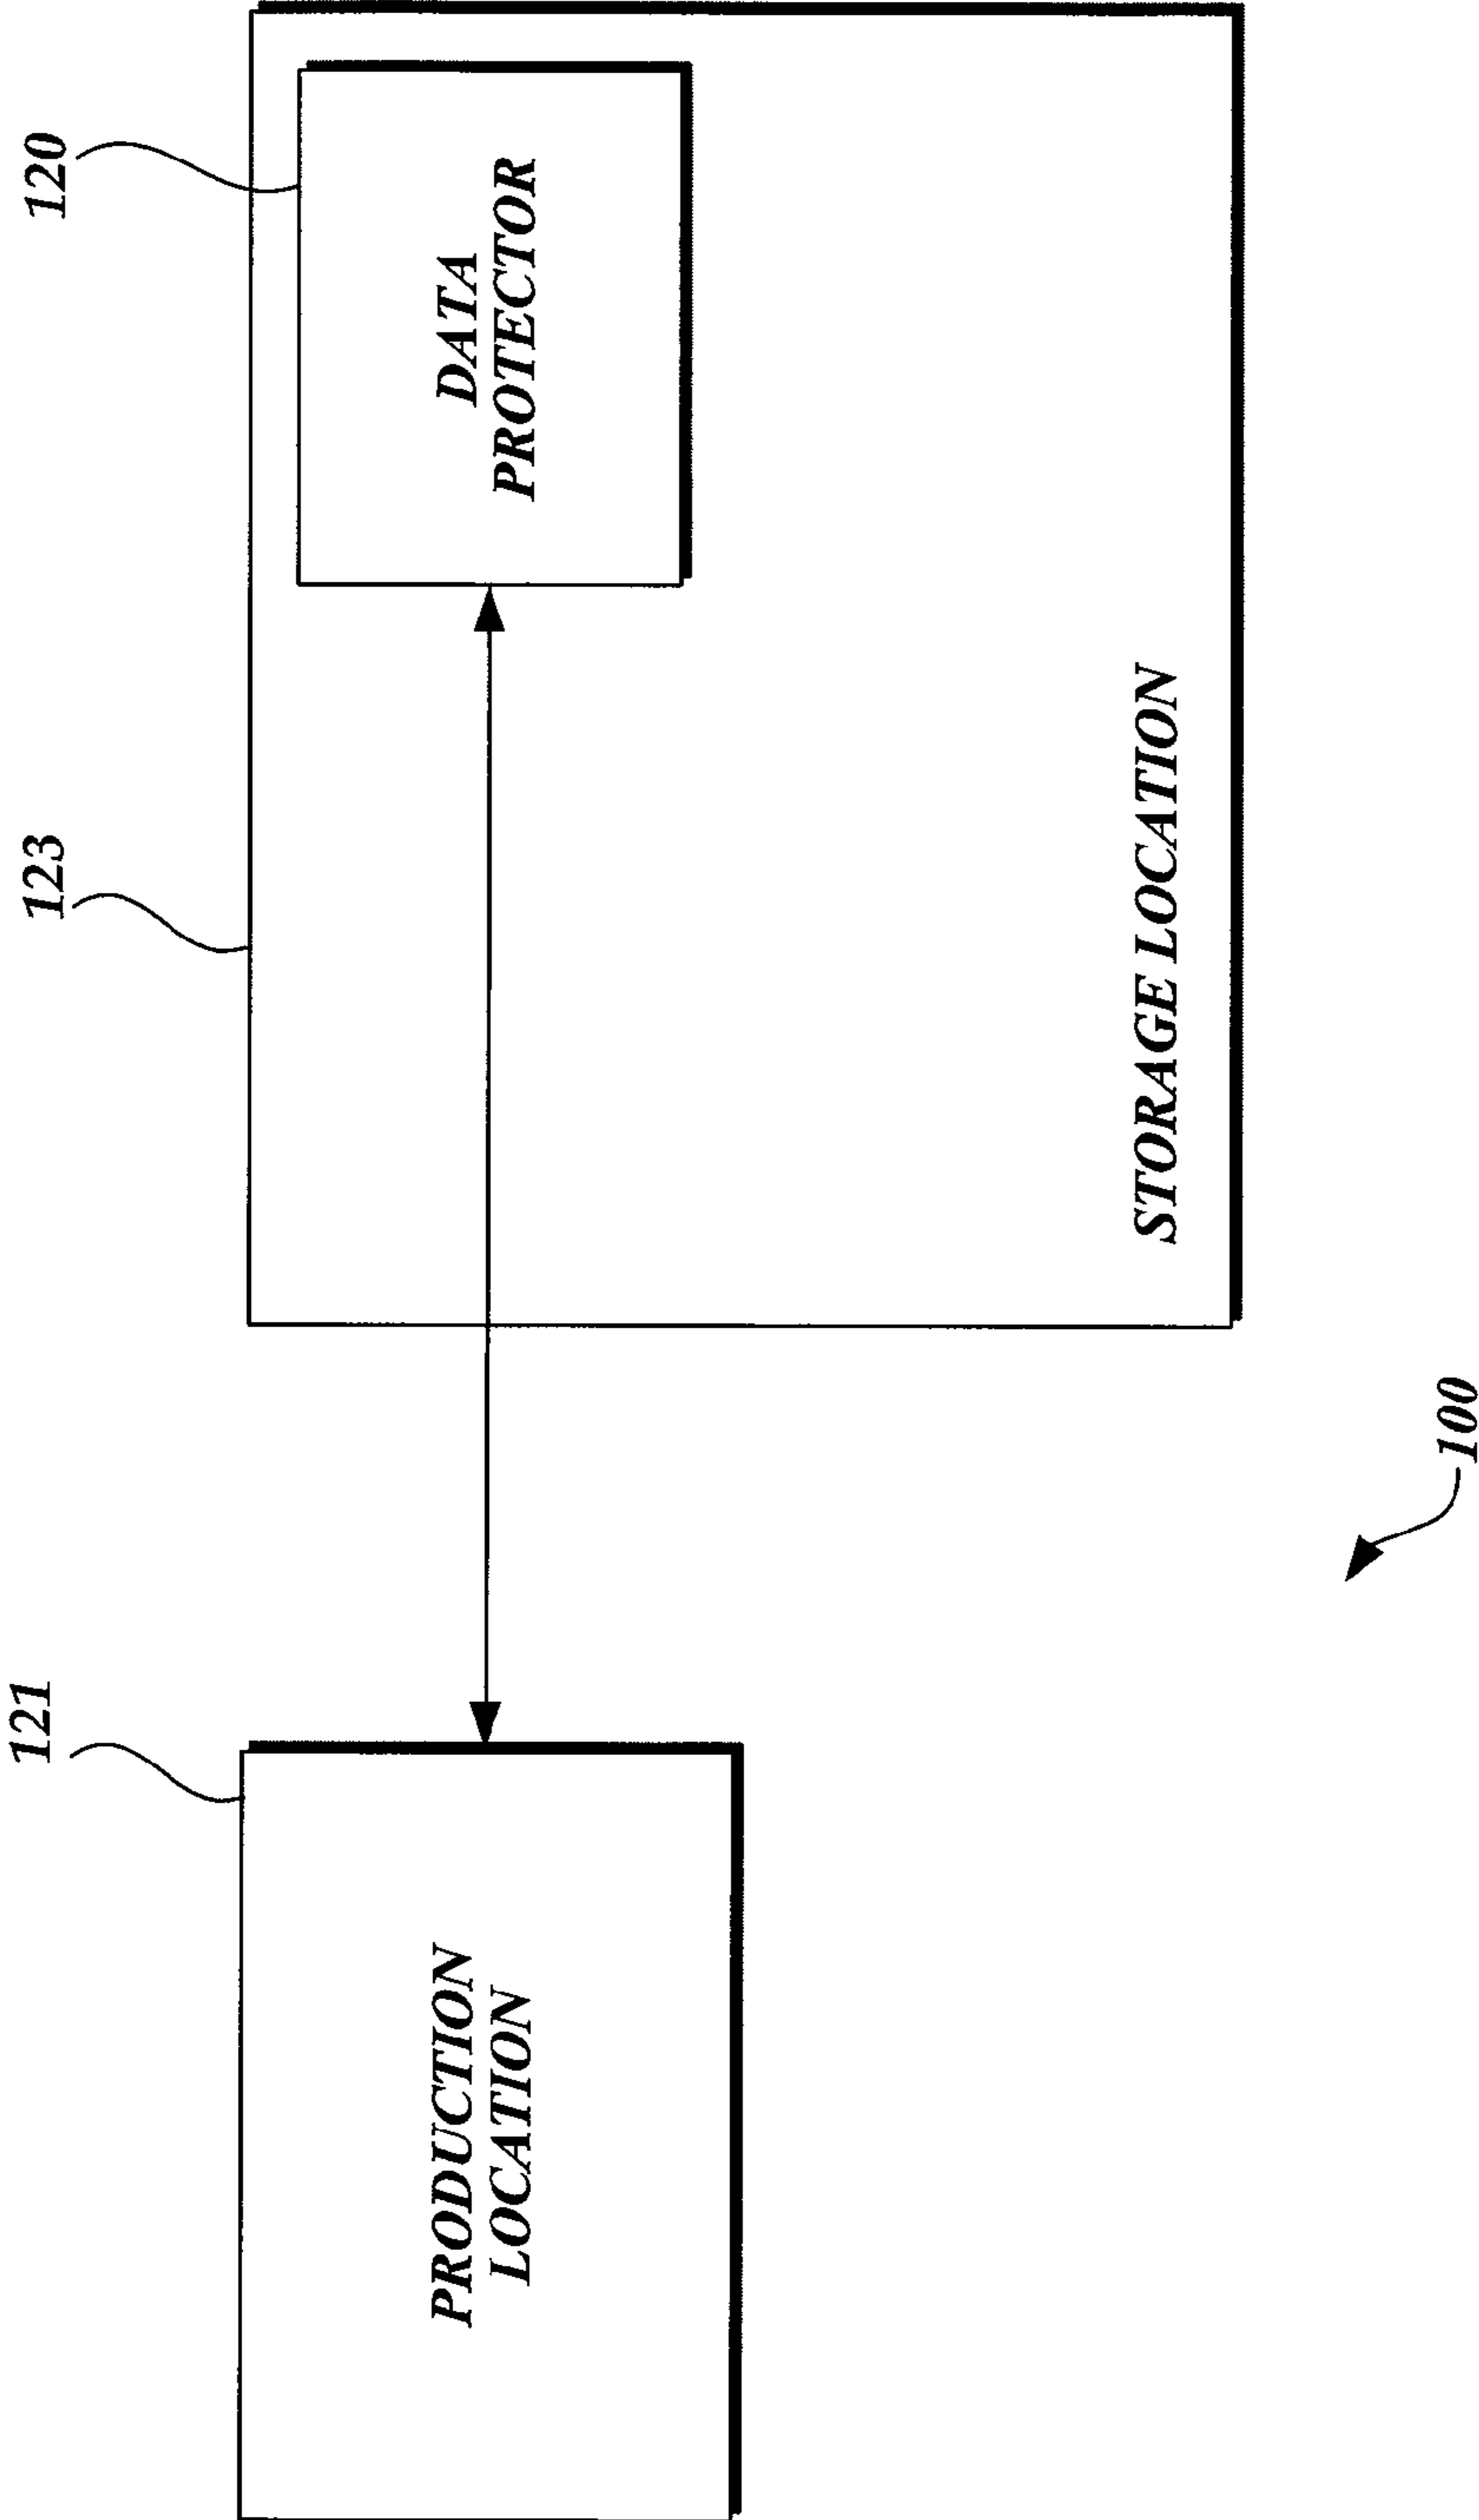 121
123
120
PRODUCTION
LOCATION
DATA
PROTECTOR
STORAGE LOCATION
100